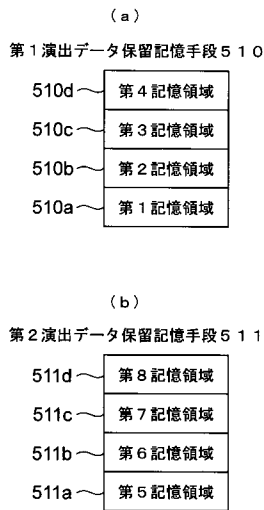 (a)
第1演出データ保留記憶手段510
510d 第4記憶領域
510c 第3記憶領域
510b 第2記憶領域
510a 第1記憶領域
(b)
第2演出データ保留記憶手段511
511d 第8記憶領域
511c 第7記憶領域
511b 第6記憶領域
511a 第5記憶領域